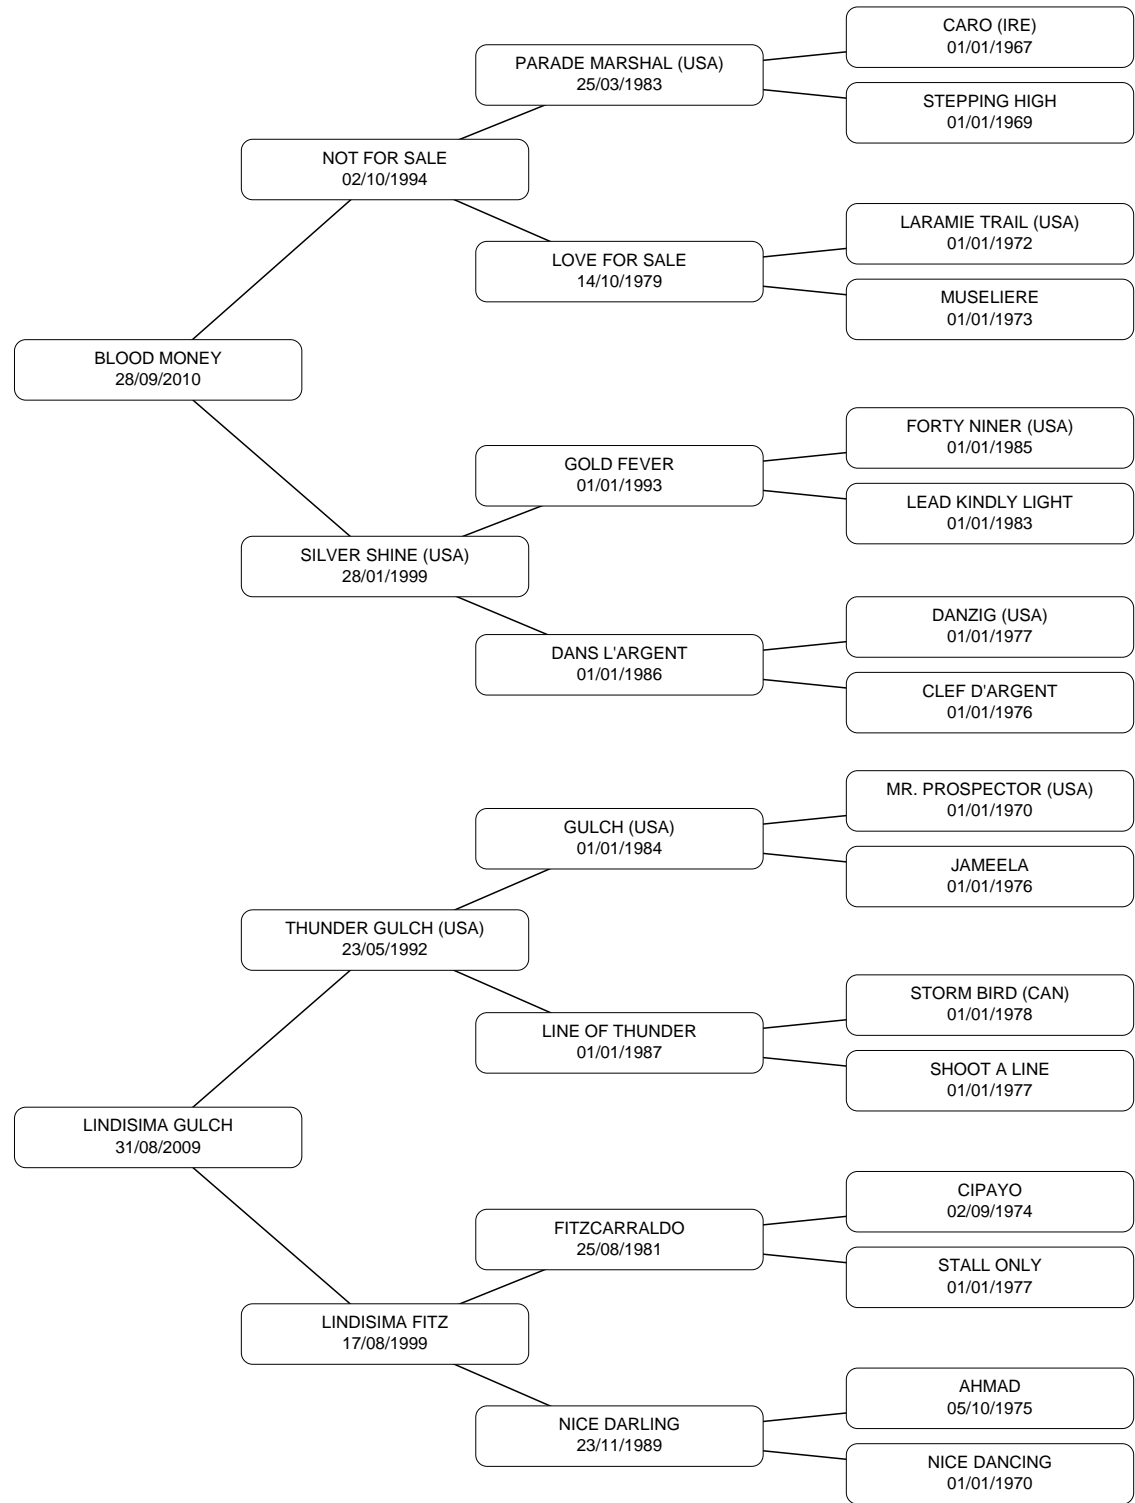 CARO (IRE)
01/01/1967
PARADE MARSHAL (USA)
25/03/1983
STEPPING HIGH
01/01/1969
NOT FOR SALE
02/10/1994
LARAMIE TRAIL (USA)
01/01/1972
LOVE FOR SALE
14/10/1979
MUSELIERE
01/01/1973
BLOOD MONEY
28/09/2010
FORTY NINER (USA)
01/01/1985
GOLD FEVER
01/01/1993
LEAD KINDLY LIGHT
01/01/1983
SILVER SHINE (USA)
28/01/1999
DANZIG (USA)
01/01/1977
DANS L'ARGENT
01/01/1986
CLEF D'ARGENT
01/01/1976
MR. PROSPECTOR (USA)
01/01/1970
GULCH (USA)
01/01/1984
JAMEELA
01/01/1976
THUNDER GULCH (USA)
23/05/1992
STORM BIRD (CAN)
01/01/1978
LINE OF THUNDER
01/01/1987
SHOOT A LINE
01/01/1977
LINDISIMA GULCH
31/08/2009
CIPAYO
02/09/1974
FITZCARRALDO
25/08/1981
STALL ONLY
01/01/1977
LINDISIMA FITZ
17/08/1999
AHMAD
05/10/1975
NICE DARLING
23/11/1989
NICE DANCING
01/01/1970